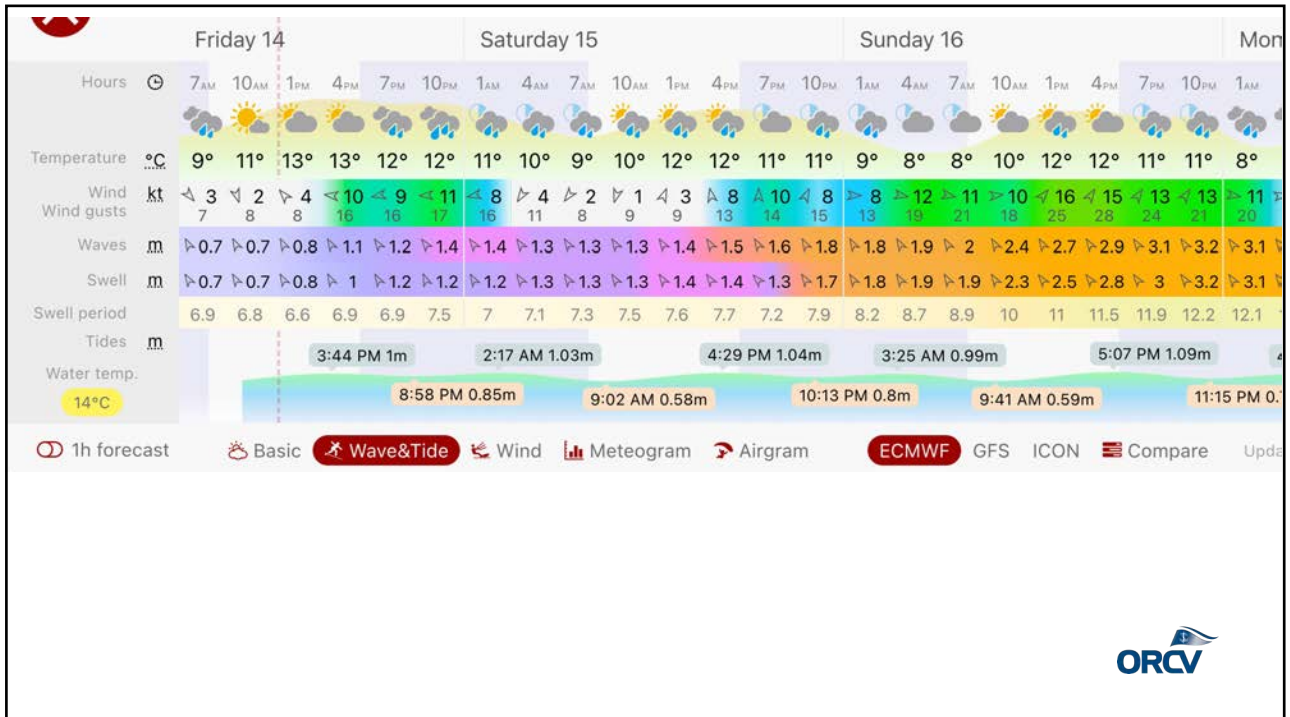 Friday 14 Saturday 15 Sunday 16 Mon
Hours 7AM 10AM 1PM 4PM 7PM 10PM 1AM 4AM 7AM 10AM 1PM 4PM 7PM 10PM 1AM 4AM 7AM 10AM 1PM 4PM 7PM 10PM 1AM
Temperature °C 9° 11° 13° 13° 12° 12° 11° 10° 9° 10° 12° 12° 11° 11° 9° 8° 8° 10° 12° 12° 11° 11° 8°
Wind kt 3 2 4 10 9 11 8 4 2 1 3 8 10 8 8 12 11 10 16 15 13 13 11
Wind gusts 7 8 8 16 16 17 16 11 8 9 9 13 14 15 13 19 21 18 25 28 24 21 20
Waves m 0.7 0.7 0.8 1.1 1.2 1.4 1.4 1.3 1.3 1.3 1.4 1.5 1.6 1.8 1.8 1.9 2 2.4 2.7 2.9 3.1 3.2 3.1
Swell m 0.7 0.7 0.8 1 1.2 1.2 1.2 1.3 1.3 1.3 1.4 1.4 1.3 1.7 1.8 1.9 1.9 2.3 2.5 2.8 3 3.2 3.1
Swell period 6.9 6.8 6.6 6.9 6.9 7.5 7 7.1 7.3 7.5 7.6 7.7 7.2 7.9 8.2 8.7 8.9 10 11 11.5 11.9 12.2 12.1
Tides m
3:44 PM 1m 2:17 AM 1.03m 4:29 PM 1.04m 3:25 AM 0.99m 5:07 PM 1.09m
Water temp.
14°C 8:58 PM 0.85m 9:02 AM 0.58m 10:13 PM 0.8m 9:41 AM 0.59m 11:15 PM 0.
1h forecast Basic Wave&Tide Wind Meteogram Airgram ECMWF GFS ICON Compare Upda
ORCV